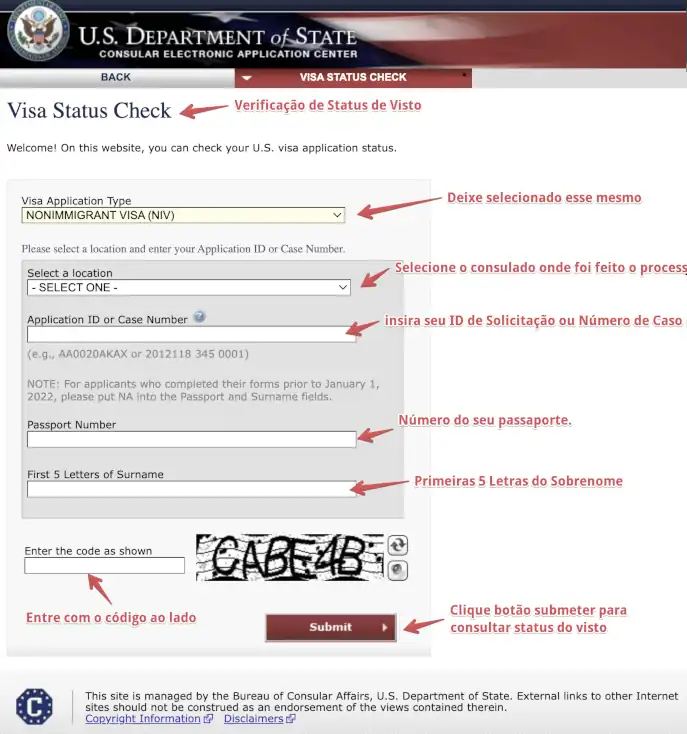 U.S. DEPARTMENT of STATE
CONSULAR ELECTRONIC APPLICATION CENTER
BACK
VISA STATUS CHECK
Visa Status Check
Verificação de Status de Visto
Welcome! On this website, you can check your U.S. visa application status.
Visa Application Type
NONIMMIGRANT VISA (NIV)
Deixe selecionado esse mesmo
Please select a location and enter your Application ID or Case Number.
Select a location
- SELECT ONE -
Selecione o consulado onde foi feito o process
Application ID or Case Number
insira seu ID de Solicitação ou Número de Caso
(e.g., AA0020AKAX or 2012118 345 0001)
NOTE: For applicants who completed their forms prior to January 1,
2022, please put NA into the Passport and Surname fields.
Passport Number
Número do seu passaporte.
First 5 Letters of Surname
Primeiras 5 Letras do Sobrenome
Enter the code as shown
CABE4B
Entre com o código ao lado
Submit
Clique botão submeter para
consultar status do visto
This site is managed by the Bureau of Consular Affairs, U.S. Department of State. External links to other Internet
sites should not be construed as an endorsement of the views contained therein.
Copyright Information Disclaimers